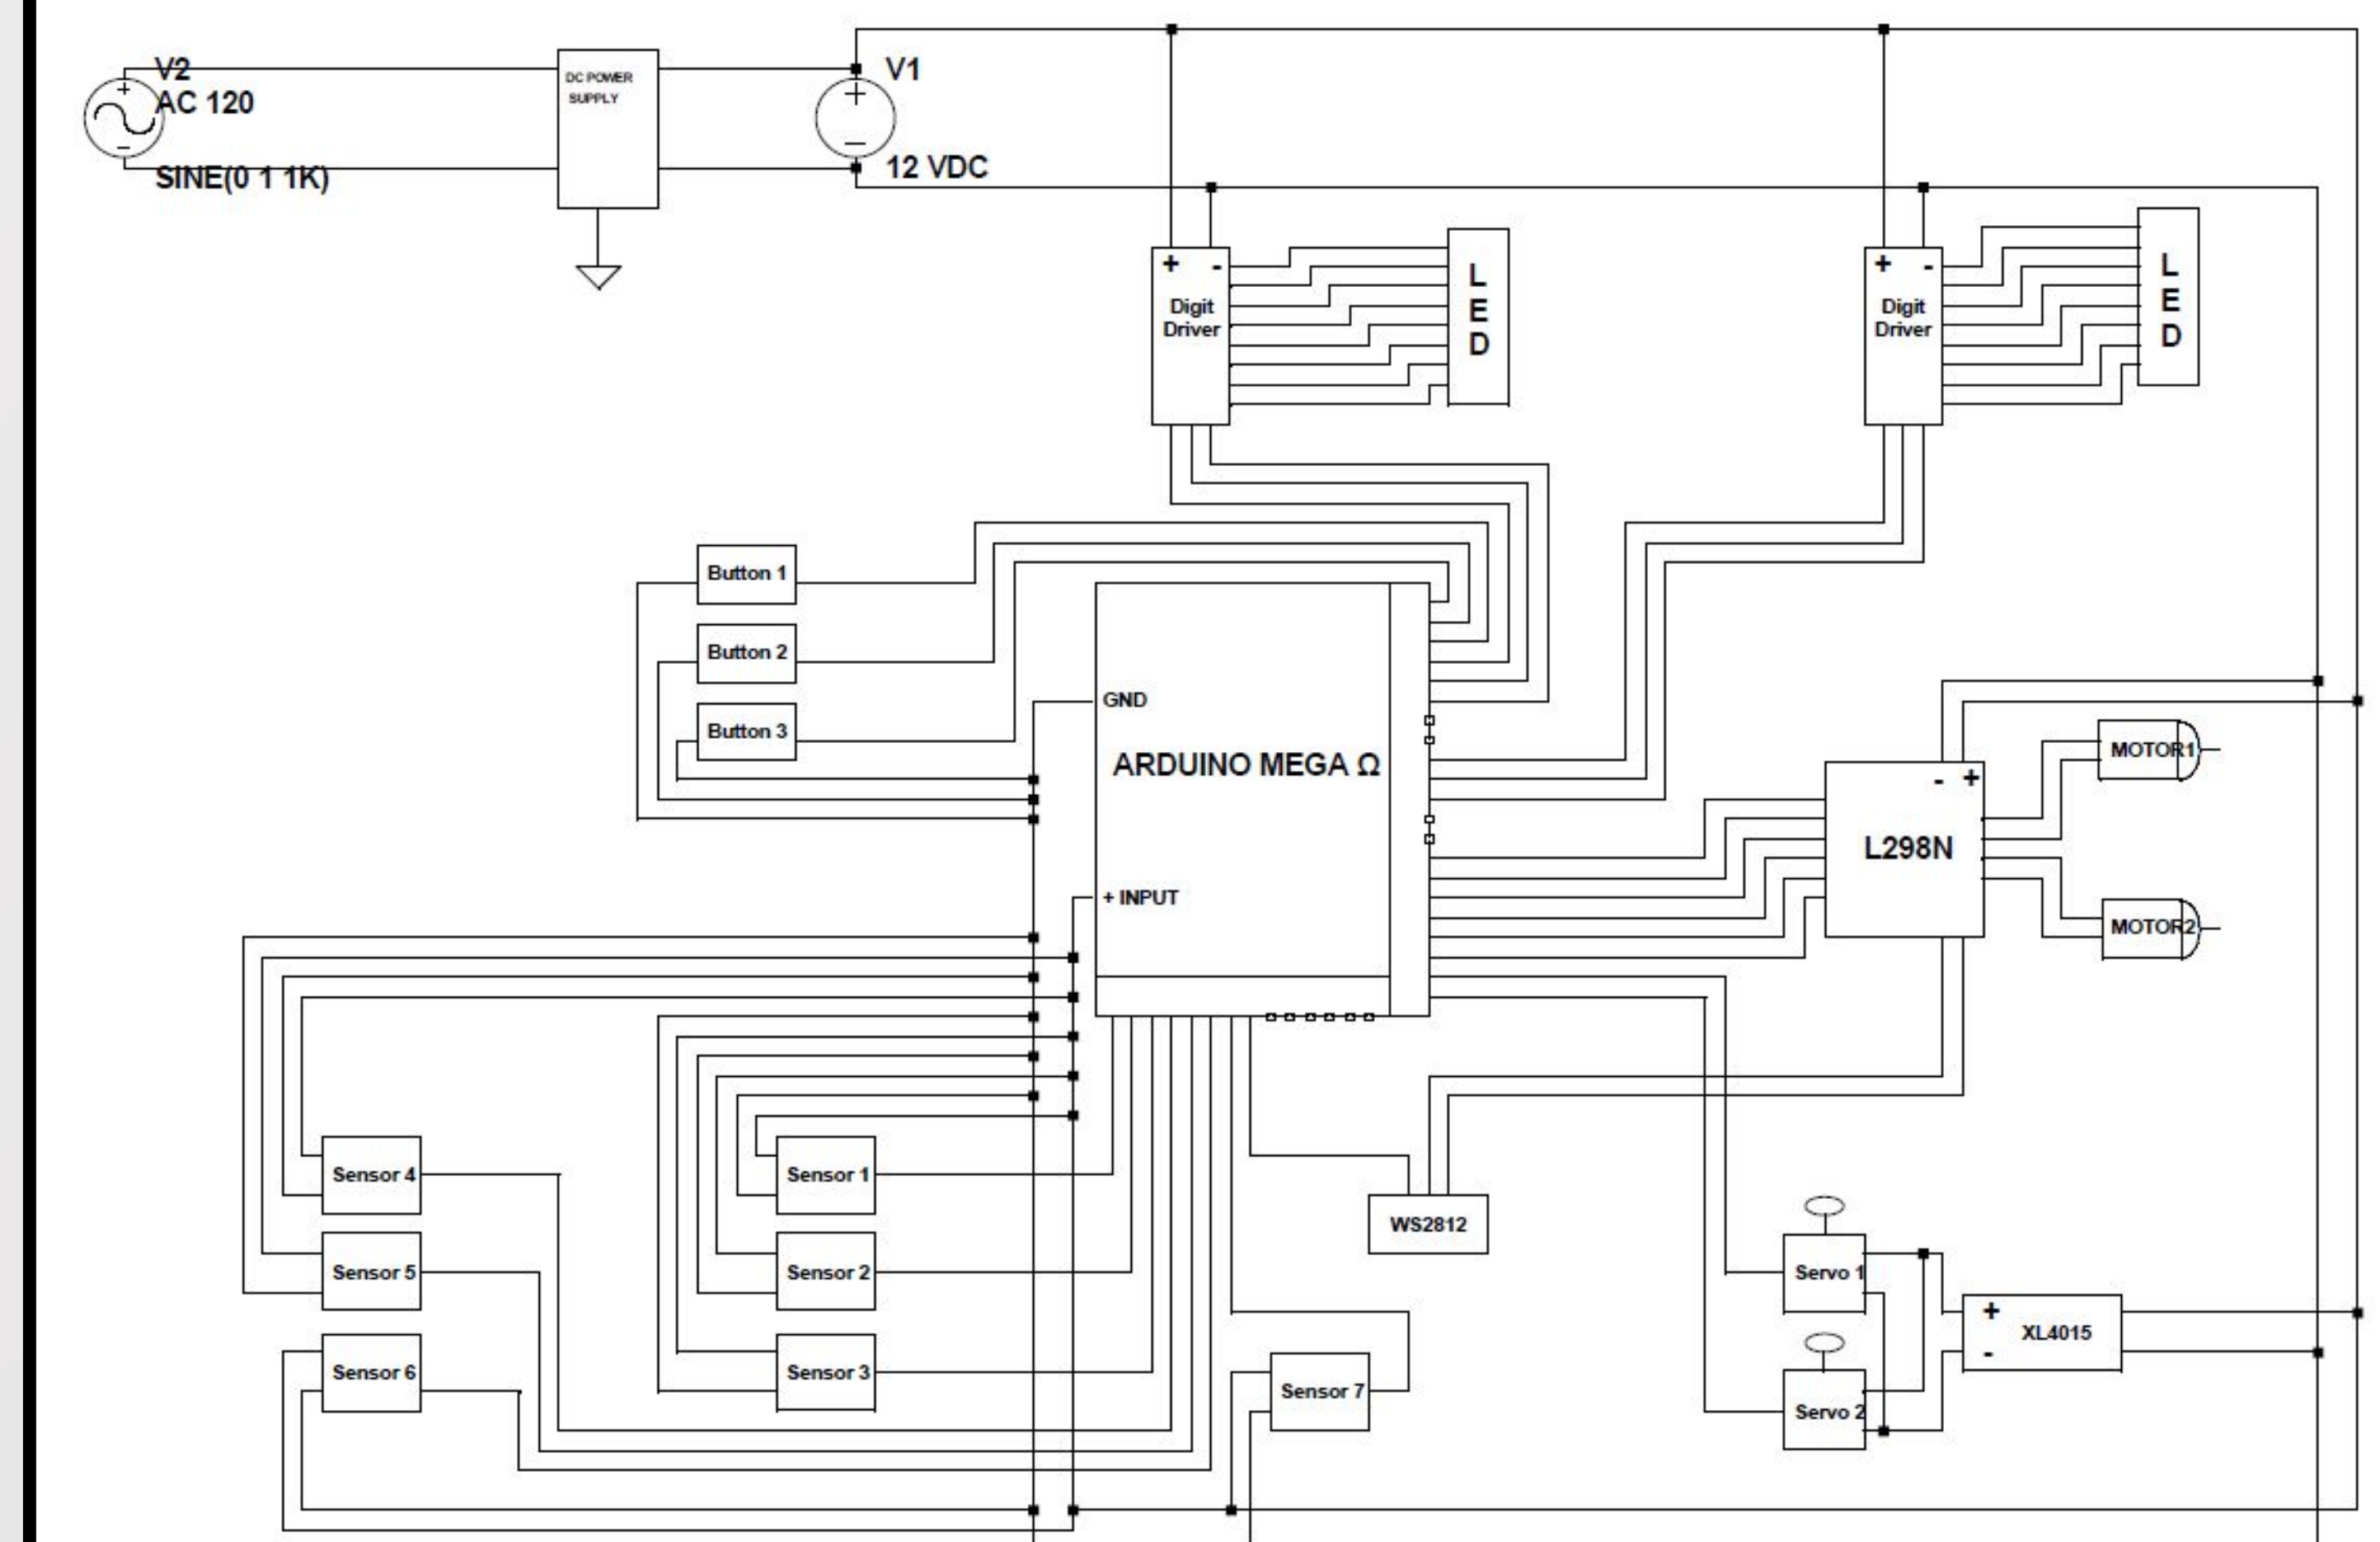 V2
AC 120
SINE(0 1 1K)
DC POWER
SUPPLY
V1
+
−
12 VDC
+ -
Digit
Driver
L
E
D
+ -
Digit
Driver
L
E
D
Button 1
Button 2
Button 3
GND
ARDUINO MEGA Ω
+ INPUT
- +
L298N
MOTOR1
MOTOR2
Sensor 4
Sensor 5
Sensor 6
Sensor 1
Sensor 2
Sensor 3
WS2812
Sensor 7
Servo 1
Servo 2
+
-
XL4015